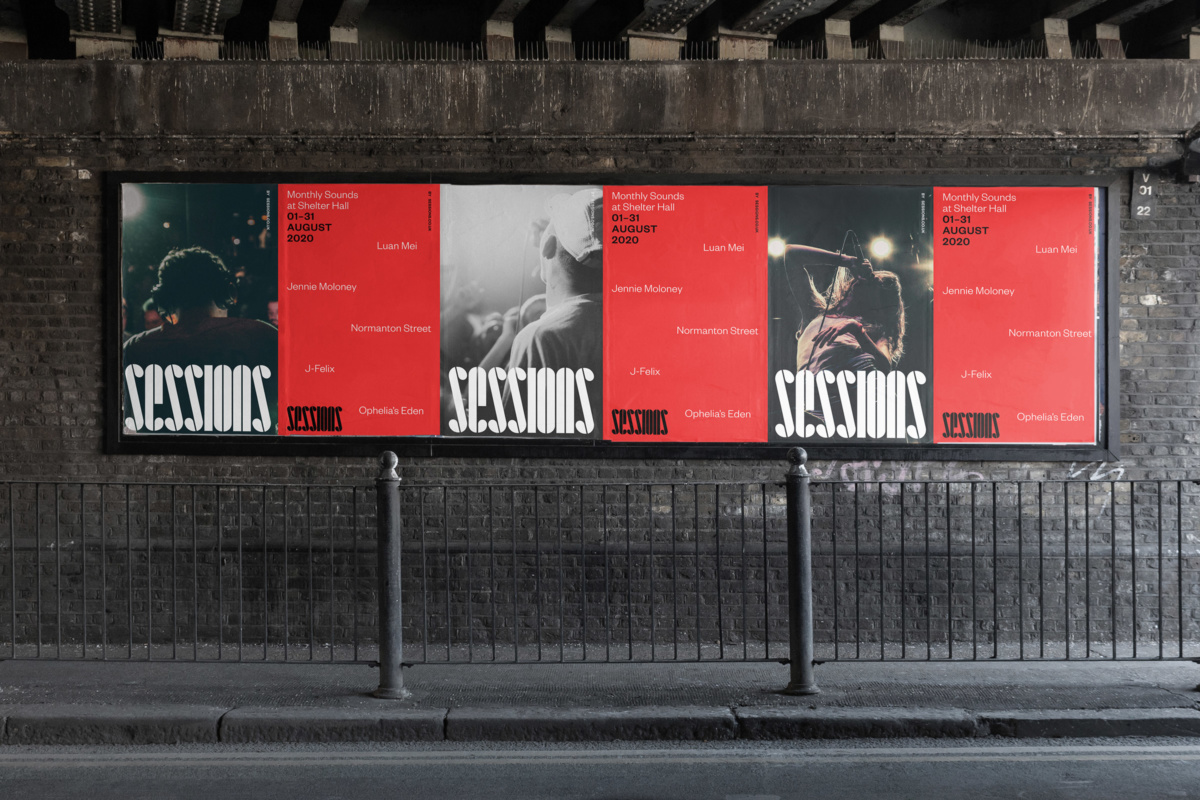 sessions
Monthly Sounds
at Shelter Hall
01–31
AUGUST
2020
Luan Mei
Jennie Moloney
Normanton Street
J-Felix
Ophelia's Eden
sessions
sessions
Monthly Sounds
at Shelter Hall
01–31
AUGUST
2020
Luan Mei
Jennie Moloney
Normanton Street
J-Felix
Ophelia's Eden
sessions
sessions
Monthly Sounds
at Shelter Hall
01–31
AUGUST
2020
Luan Mei
Jennie Moloney
Normanton Street
J-Felix
Ophelia's Eden
sessions
V
01
22